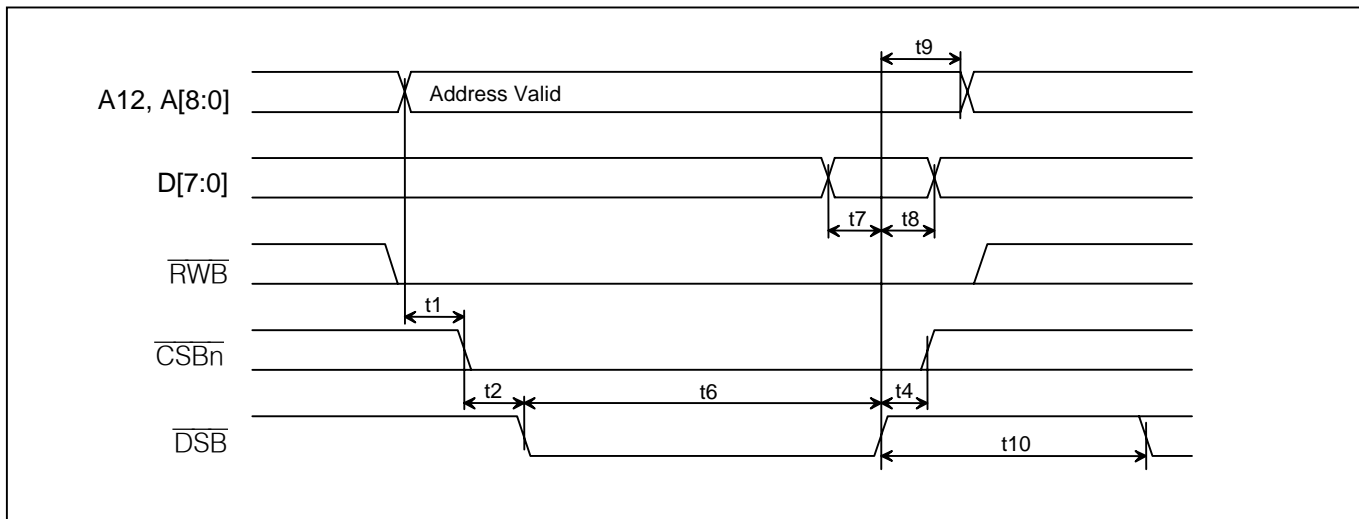 t9
A12, A[8:0] Address Valid
D[7:0]
t7 t8
RWB
t1
CSBn
t2 t6 t4
DSB
t10